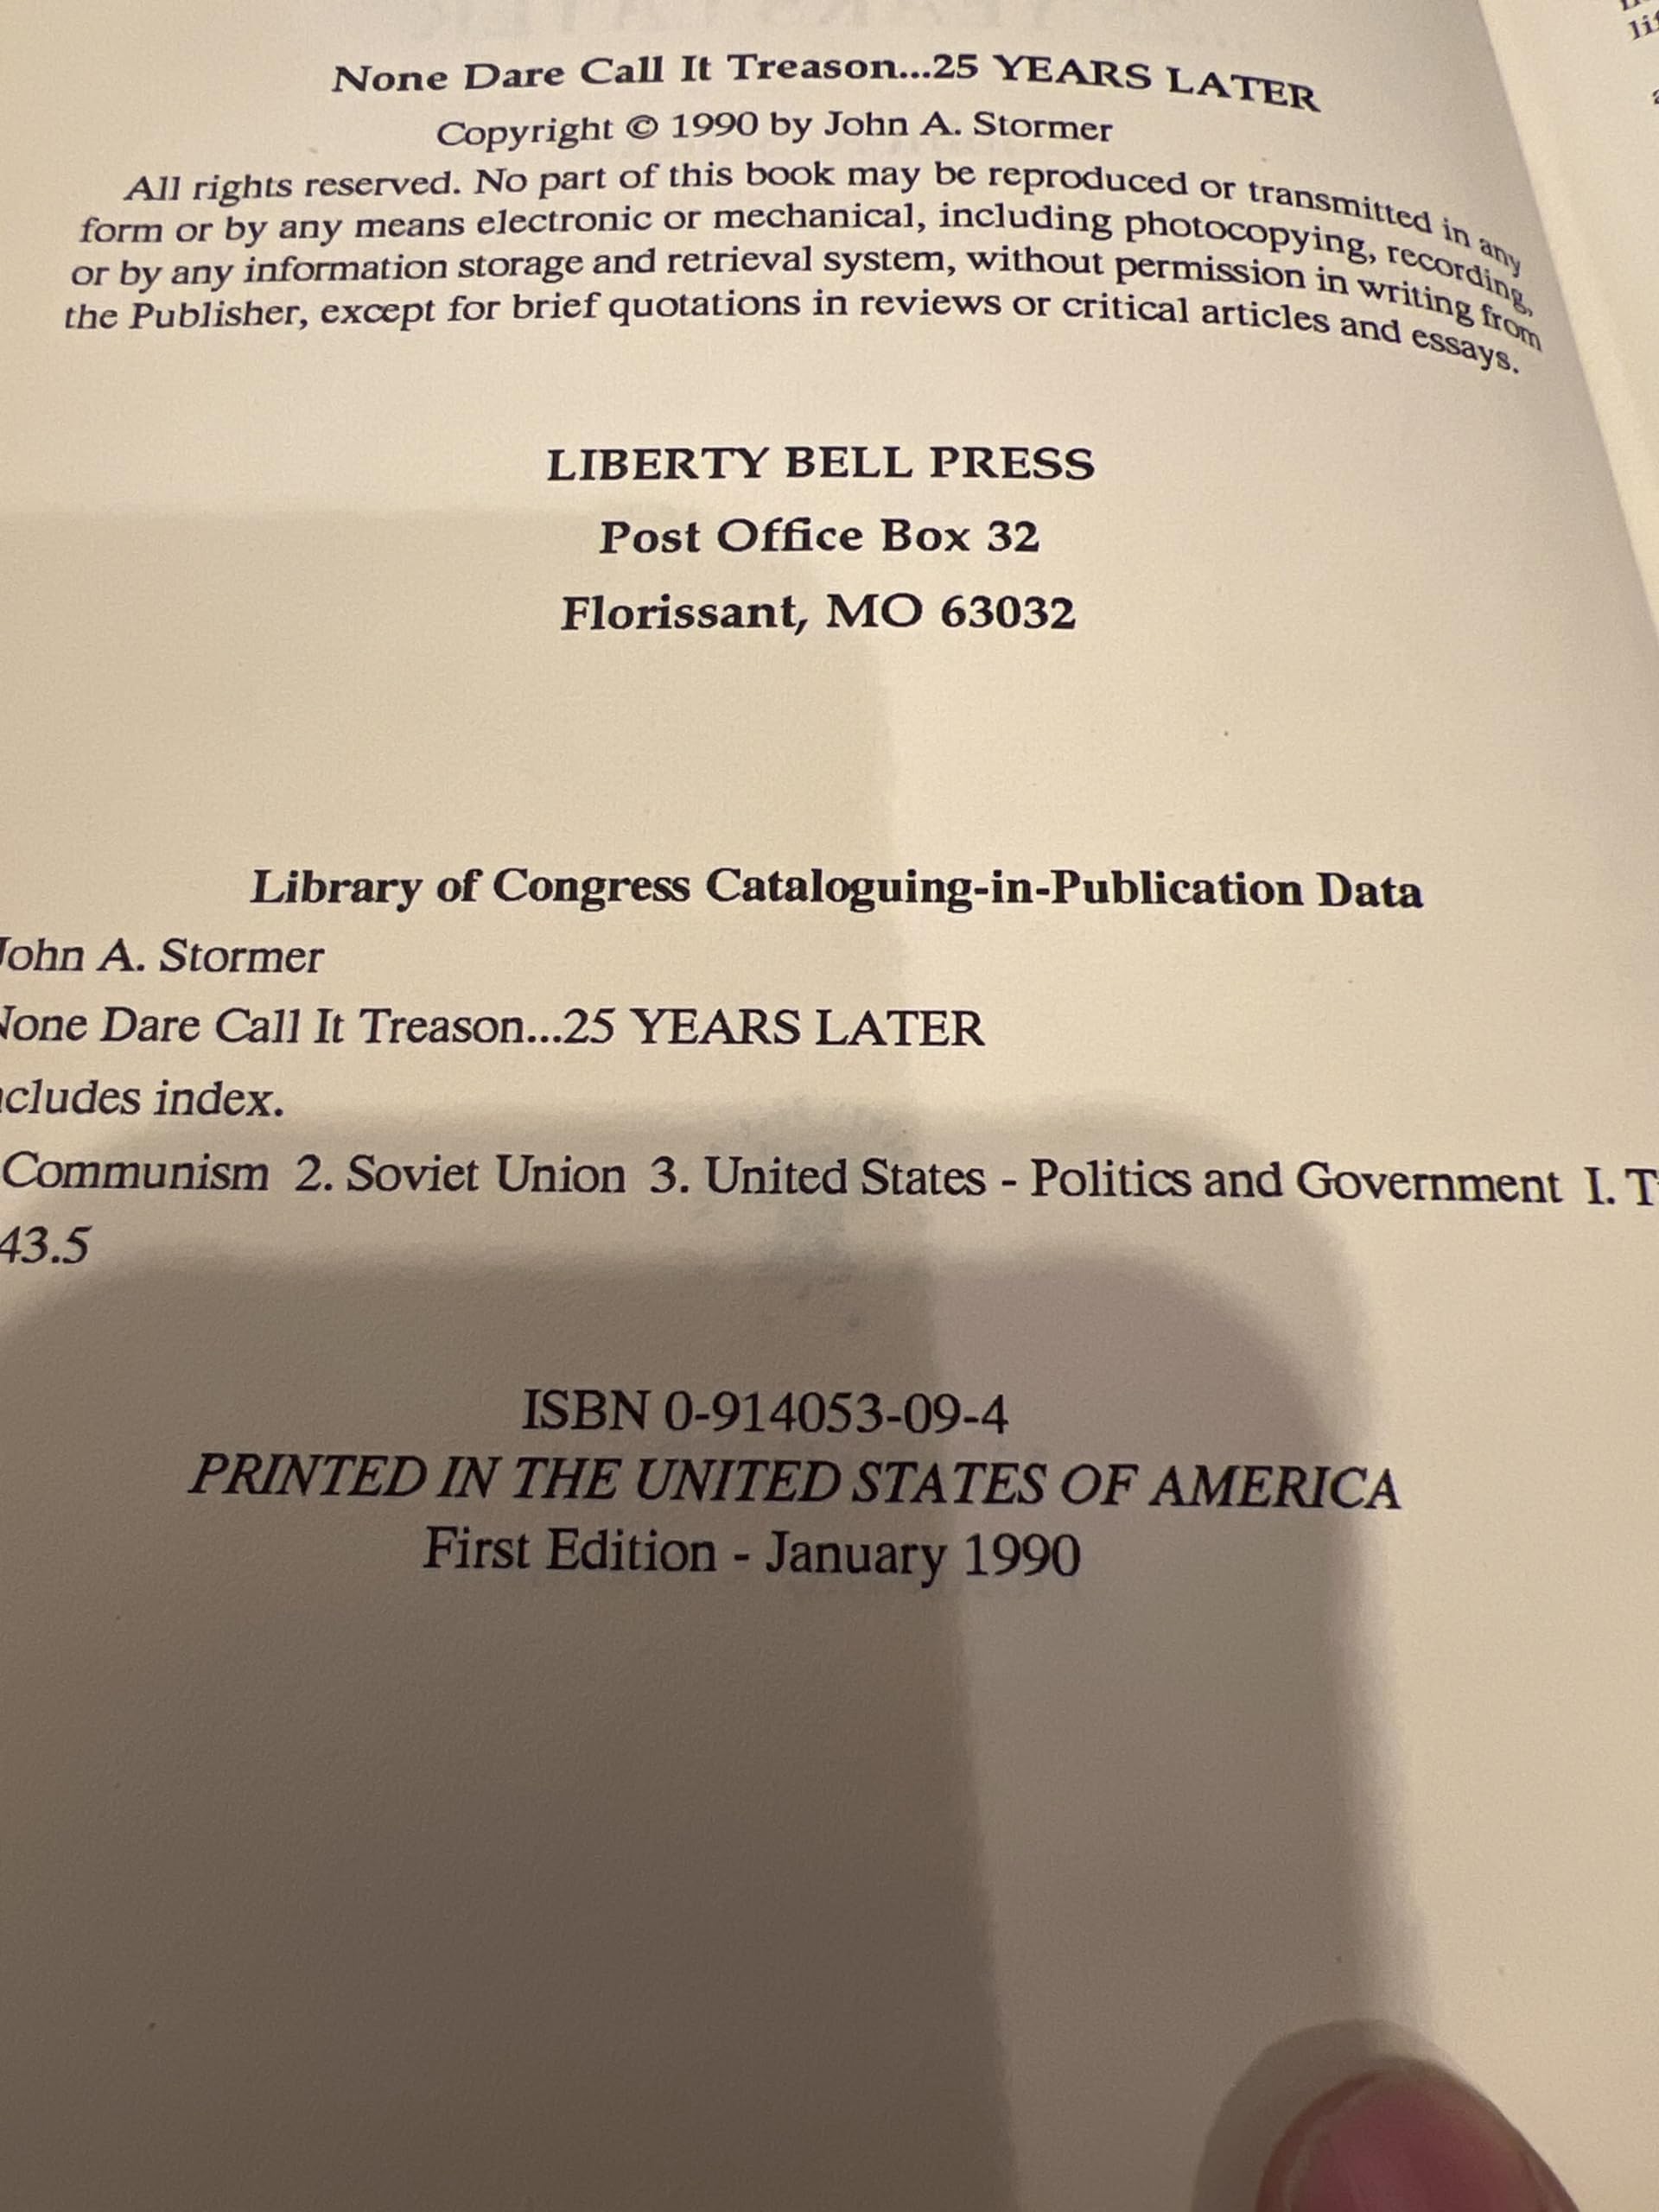 None Dare Call It Treason...25 YEARS LATER
Copyright © 1990 by John A. Stormer
All rights reserved. No part of this book may be reproduced or transmitted in any
form or by any means electronic or mechanical, including photocopying, recording,
or by any information storage and retrieval system, without permission in writing from
the Publisher, except for brief quotations in reviews or critical articles and essays.
LIBERTY BELL PRESS
Post Office Box 32
Florissant, MO 63032
Library of Congress Cataloguing-in-Publication Data
John A. Stormer
None Dare Call It Treason...25 YEARS LATER
cludes index.
Communism 2. Soviet Union 3. United States - Politics and Government I. T
43.5
ISBN 0-914053-09-4
PRINTED IN THE UNITED STATES OF AMERICA
First Edition - January 1990